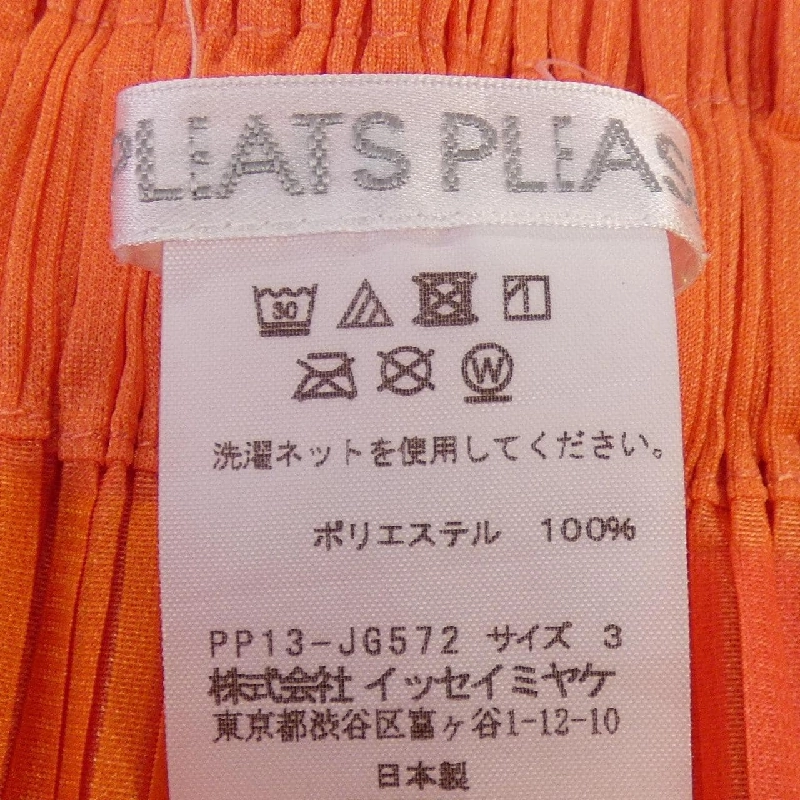 PLEATS PLEAS
30
W
洗濯ネットを使用してください。
ポリエステル 100%
PP13-JG572 サイズ 3
株式会社 イッセイミヤケ
東京都渋谷区富ヶ谷1-12-10
日本製